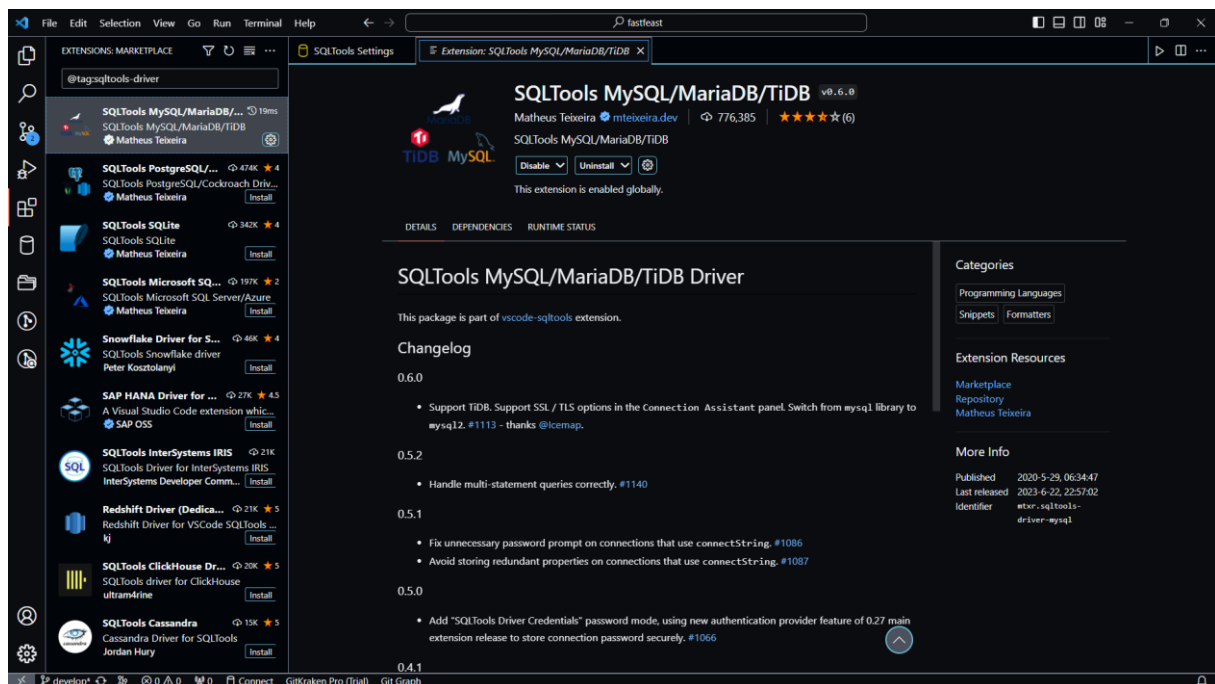 File Edit Selection View Go Run Terminal Help
fastfeast
EXTENSIONS: MARKETPLACE
@tag:sqltools-driver
SQLTools MySQL/MariaDB/... 19ms
SQLTools MySQL/MariaDB/TiDB
Matheus Teixeira
SQLTools PostgreSQL/... 474K ★ 4
SQLTools PostgreSQL/Cockroach Driv...
Matheus Teixeira Install
SQLTools SQLite 342K ★ 4
SQLTools SQLite
Matheus Teixeira Install
SQLTools Microsoft SQ... 197K ★ 2
SQLTools Microsoft SQL Server/Azure
Matheus Teixeira Install
Snowflake Driver for S... 46K ★ 4
SQLTools Snowflake driver
Peter Kosztolanyi Install
SAP HANA Driver for ... 27K ★ 4.5
A Visual Studio Code extension whic...
SAP OSS Install
SQL
SQLTools InterSystems IRIS 21K
SQLTools Driver for InterSystems IRIS
InterSystems Developer Comm... Install
Redshift Driver (Dedica... 21K ★ 5
Redshift Driver for VSCode SQLTools ...
kj Install
SQLTools ClickHouse Dr... 20K ★ 5
SQLTools driver for ClickHouse
ultram4rine Install
SQLTools Cassandra 15K ★ 5
Cassandra Driver for SQLTools
Jordan Hury Install
SQLTools Settings
Extension: SQLTools MySQL/MariaDB/TiDB
MariaDB
TiDB MySQL
SQLTools MySQL/MariaDB/TiDB v0.6.0
Matheus Teixeira mteixeira.dev 776,385 ★★★★☆(6)
SQLTools MySQL/MariaDB/TiDB
Disable Uninstall
This extension is enabled globally.
DETAILS DEPENDENCIES RUNTIME STATUS
SQLTools MySQL/MariaDB/TiDB Driver
This package is part of vscode-sqltools extension.
Changelog
0.6.0
• Support TiDB. Support SSL / TLS options in the Connection Assistant panel. Switch from mysql library to
mysql2. #1113 - thanks @Icemap.
0.5.2
• Handle multi-statement queries correctly. #1140
0.5.1
• Fix unnecessary password prompt on connections that use connectString. #1086
• Avoid storing redundant properties on connections that use connectString. #1087
0.5.0
• Add "SQLTools Driver Credentials" password mode, using new authentication provider feature of 0.27 main
extension release to store connection password securely. #1066
0.4.1
Categories
Programming Languages
Snippets Formatters
Extension Resources
Marketplace
Repository
Matheus Teixeira
More Info
Published 2020-5-29, 06:34:47
Last released 2023-6-22, 22:57:02
Identifier mtxr.sqltools-
driver-mysql
2
develop* 0 0 0 Connect GitKraken Pro (Trial) Git Graph